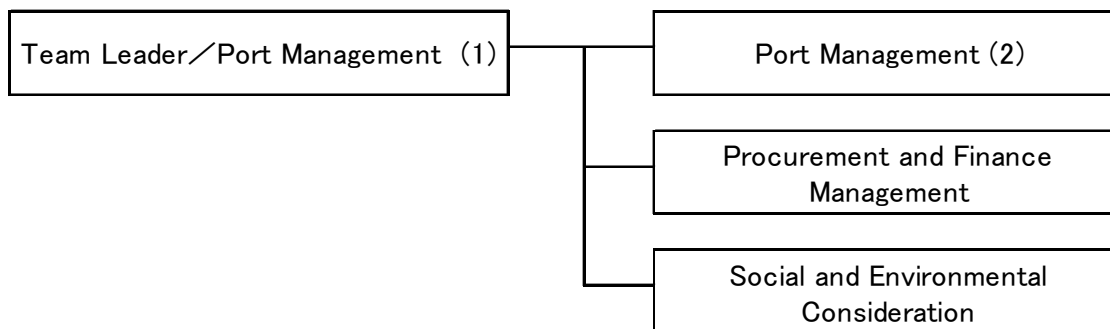 Team Leader／Port Management (1)
Port Management (2)
Procurement and Finance
Management
Social and Environmental
Consideration